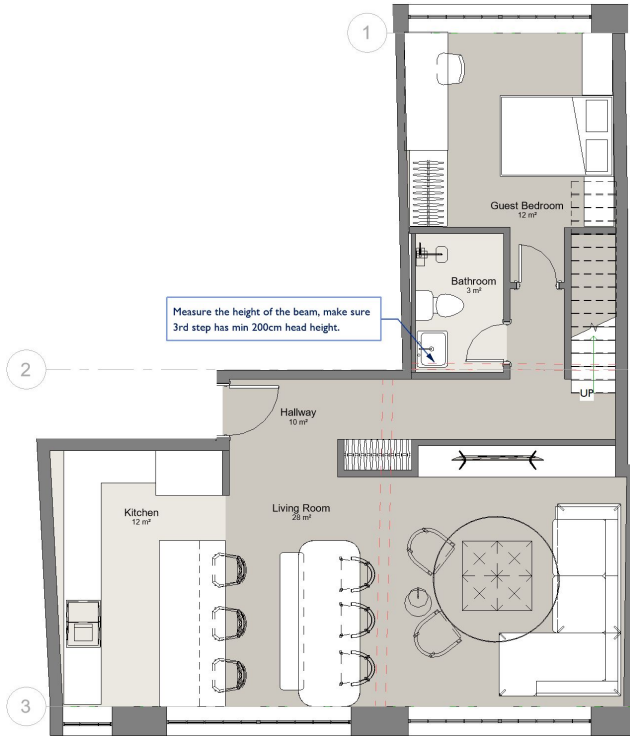 1
Guest Bedroom
12 m²
Bathroom
3 m²
Measure the height of the beam, make sure
3rd step has min 200cm head height.
2
UP
Hallway
10 m²
Kitchen
12 m²
Living Room
28 m²
3